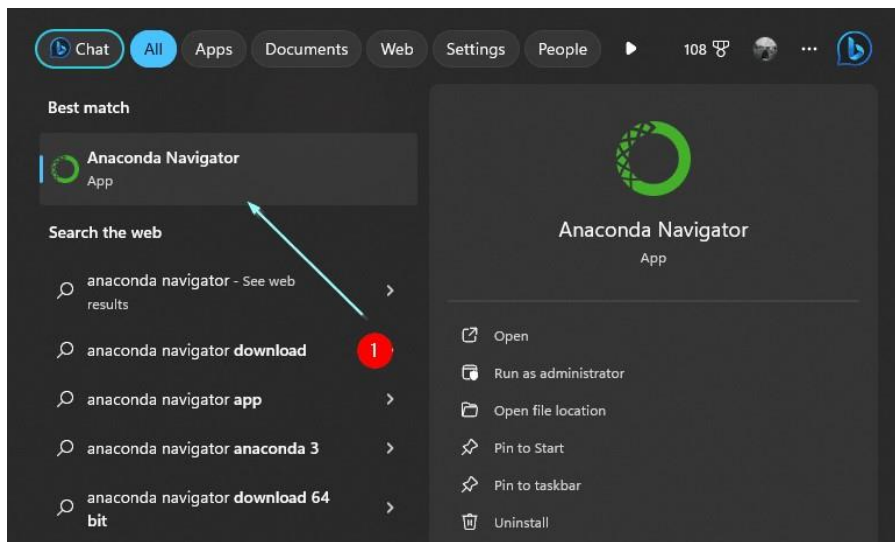 Chat All Apps Documents Web Settings People 108
Best match
Anaconda Navigator
App
Search the web
anaconda navigator - See web
results
anaconda navigator download
1
anaconda navigator app
anaconda navigator anaconda 3
anaconda navigator download 64
bit
Anaconda Navigator
App
Open
Run as administrator
Open file location
Pin to Start
Pin to taskbar
Uninstall